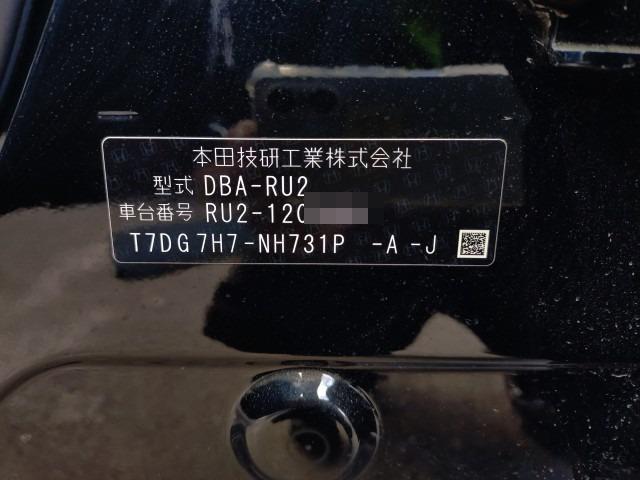 本田技研工業株式会社
型式 DBA-RU2
車台番号 RU2-120
T7DG7H7-NH731P -A -J